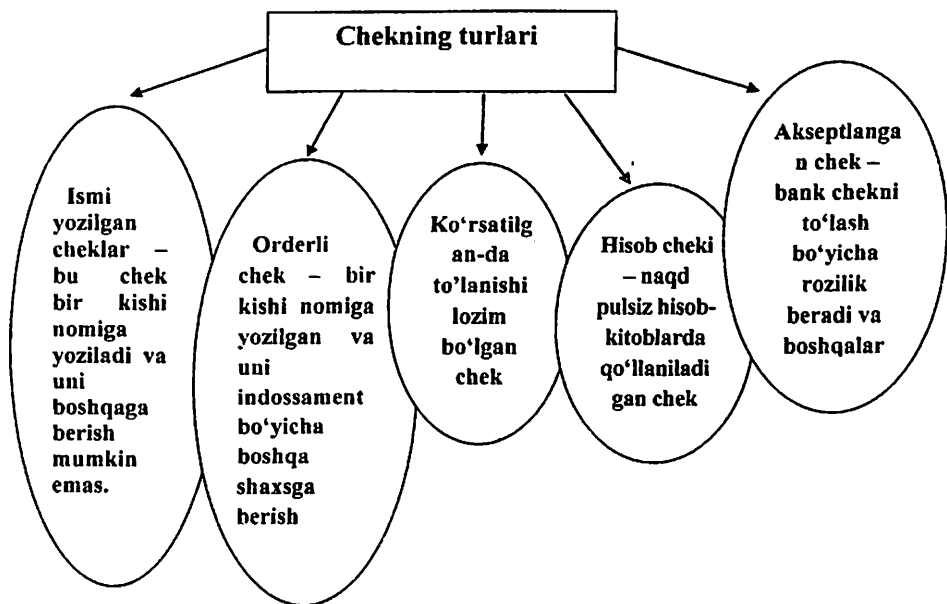 Chekning turlari
Ismi
yozilgan
cheklar –
bu chek
bir kishi
nomiga
yoziladi va
uni
boshqaga
berish
mumkin
emas.
Orderli
chek – bir
kishi nomiga
yozilgan va
uni
indossament
bo‘yicha
boshqa
shaxsga
berish
Ko‘rsatilg
an-da
to’lanishi
lozim
bo‘lgan
chek
Hisob cheki
– naqd
pulsiz hisob-
kitoblarda
qo‘llaniladi
gan chek
Akseptlanga
n chek –
bank chekni
to‘lash
bo‘yicha
rozilik
beradi va
boshqalar